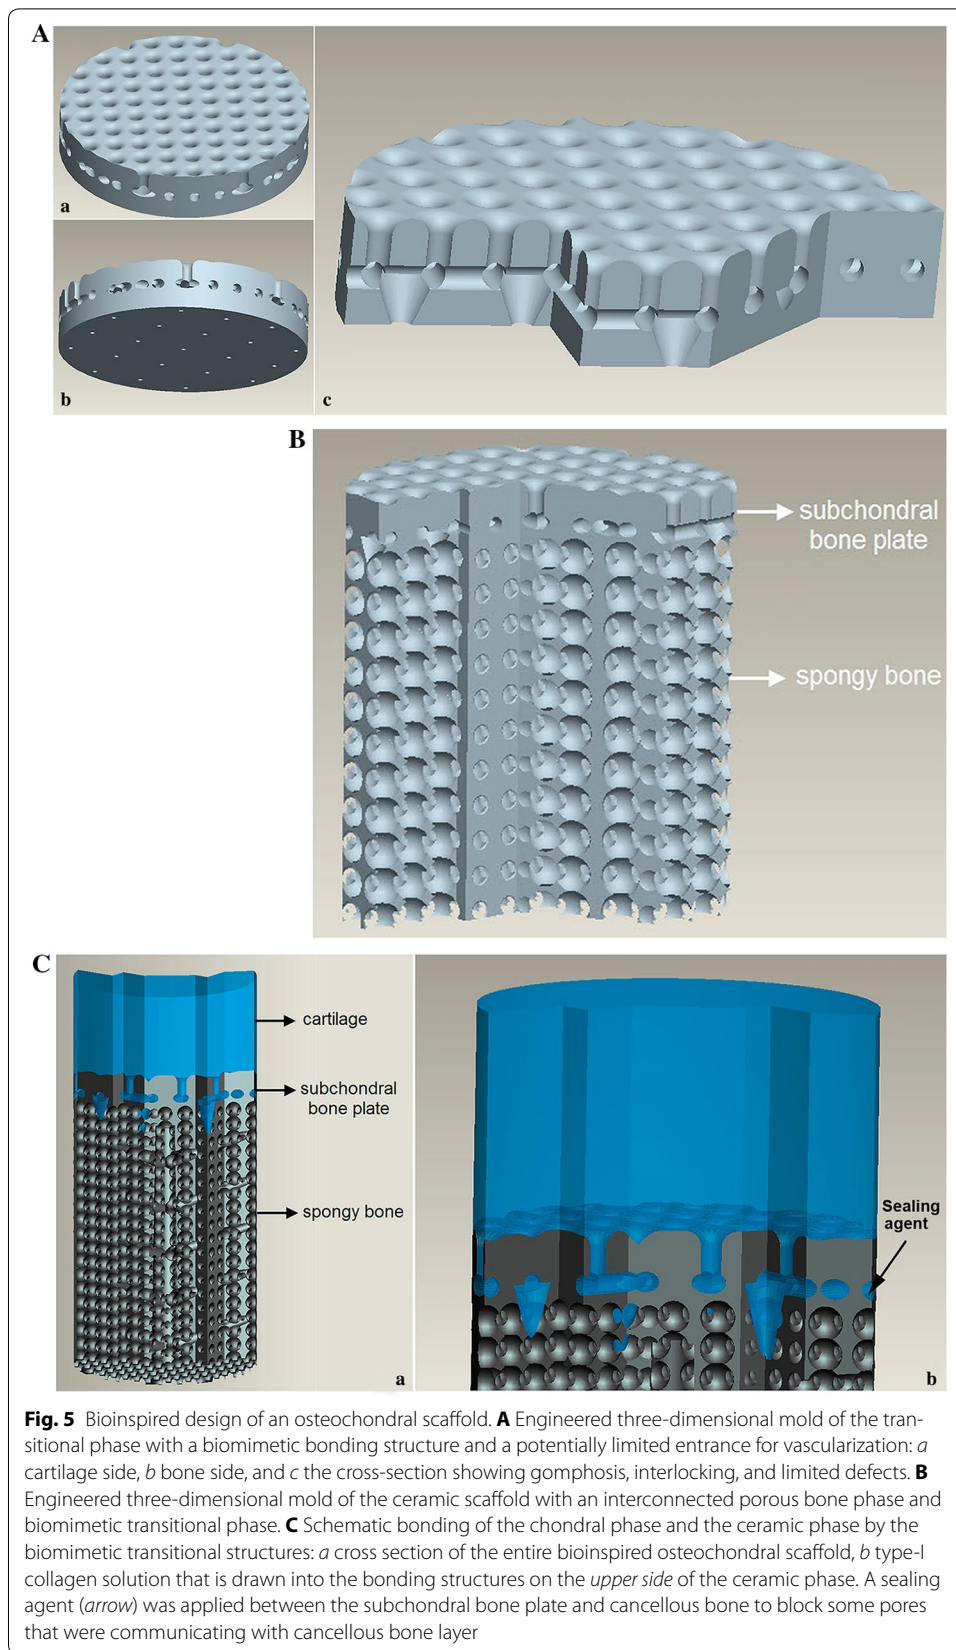 A
a
b
c
B
subchondral
bone plate
spongy bone
C
cartilage
subchondral
bone plate
spongy bone
a
Sealing
agent
b
Fig. 5 Bioinspired design of an osteochondral scaffold. A Engineered three-dimensional mold of the tran-
sitional phase with a biomimetic bonding structure and a potentially limited entrance for vascularization: a
cartilage side, b bone side, and c the cross-section showing gomphosis, interlocking, and limited defects. B
Engineered three-dimensional mold of the ceramic scaffold with an interconnected porous bone phase and
biomimetic transitional phase. C Schematic bonding of the chondral phase and the ceramic phase by the
biomimetic transitional structures: a cross section of the entire bioinspired osteochondral scaffold, b type-I
collagen solution that is drawn into the bonding structures on the upper side of the ceramic phase. A sealing
agent (arrow) was applied between the subchondral bone plate and cancellous bone to block some pores
that were communicating with cancellous bone layer